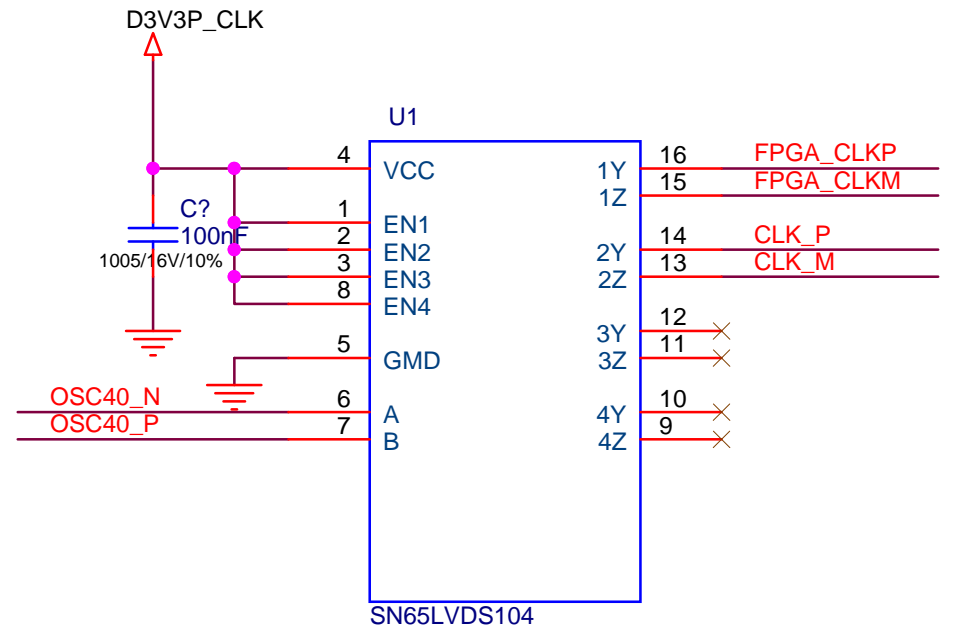 D3V3P_CLK
U1
4 VCC 1Y 16 FPGA_CLKP
1Z 15 FPGA_CLKM
C?
100nF
1005/16V/10%
1 EN1
2 EN2 2Y 14 CLK_P
3 EN3 2Z 13 CLK_M
8 EN4
3Y 12
5 GMD 3Z 11
OSC40_N 6 A 4Y 10
OSC40_P 7 B 4Z 9
SN65LVDS104